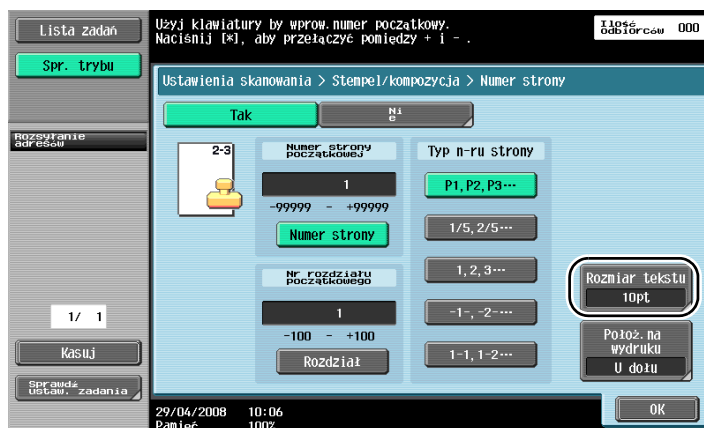 Lista zadań
Spr. trybu
Rozsyłanie
adresów
1/ 1
Kasuj
Sprawdź
ustaw. zadania
Użyj klawiatury by wprow.numer początkowy.
Naciśnij [*], aby przełączyć pomiędzy + i - .
Ilość
odbiorców 000
Ustawienia skanowania > Stempel/kompozycja > Numer strony
Tak
Ni
e
2-3
Numer strony
początkowej
1
-99999 - +99999
Numer strony
Nr rozdziału
początkowego
1
-100 - +100
Rozdział
Typ n-ru strony
P1,P2,P3···
1/5,2/5···
1,2,3···
-1-,-2-···
1-1,1-2···
Rozmiar tekstu
10pt
Położ.na
wydruku
U dołu
OK
29/04/2008 10:06
Pamięć 100%